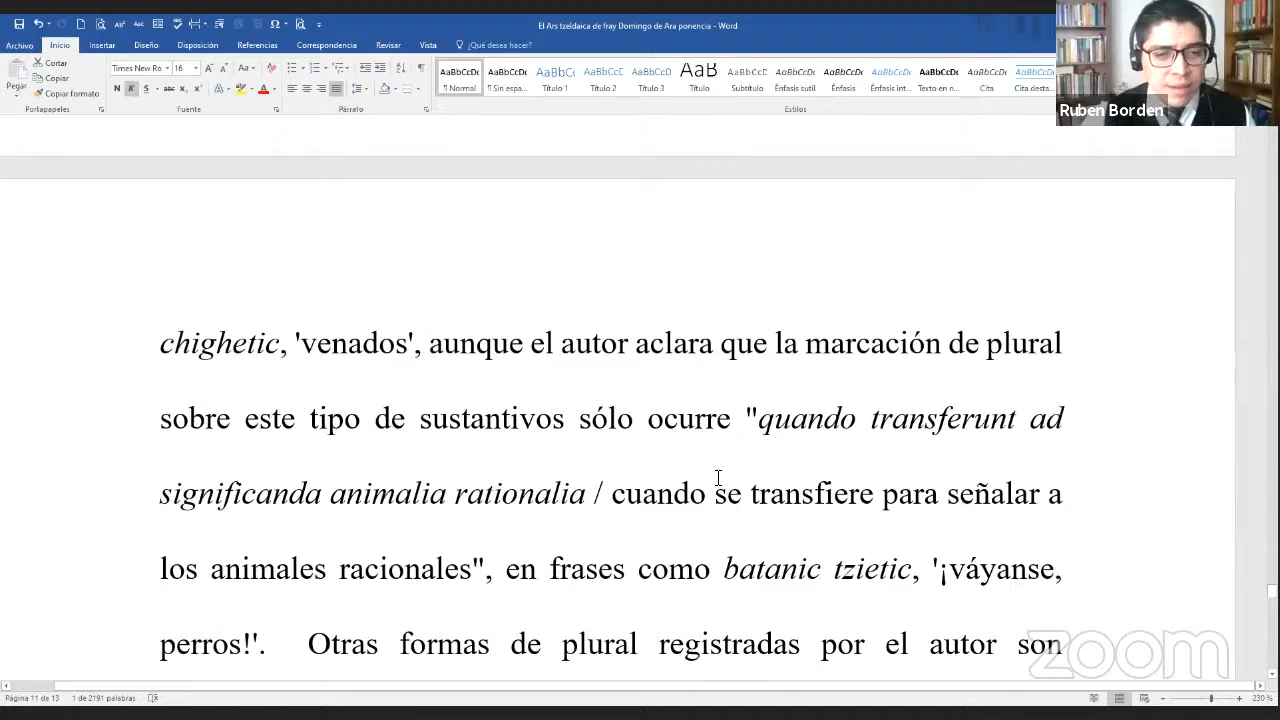 El Ars tzeldaica de fray Domingo de Ara ponencia - Word
Archivo Inicio Insertar Diseño Disposición Referencias Correspondencia Revisar Vista ¿Qué desea hacer?
Pegar
Cortar
Copiar
Copiar formato
Times New Ro 16
Portapapeles Fuente Párrafo Estilos
AaBbCcDc AaBbCcDc AaBbC AaBbCcC AaBbCcD AaB AaBbCcD AaBbCcDc AaBbCcDc AaBbCcDc AaBbCcDc AaBbCcDc AaBbCcDc
¶ Normal ¶ Sin espa... Título 1 Título 2 Título 3 Título Subtítulo Énfasis sutil Énfasis Énfasis int... Texto en n... Cita Cita desta...
Ruben Borden
chighetic, 'venados', aunque el autor aclara que la marcación de plural
sobre este tipo de sustantivos sólo ocurre "quando transferunt ad
significanda animalia rationalia / cuando se transfiere para señalar a
los animales racionales", en frases como batanic tzietic, '¡váyanse,
perros!'. Otras formas de plural registradas por el autor son
zoom
Página 11 de 13 1 de 2191 palabras 230 %